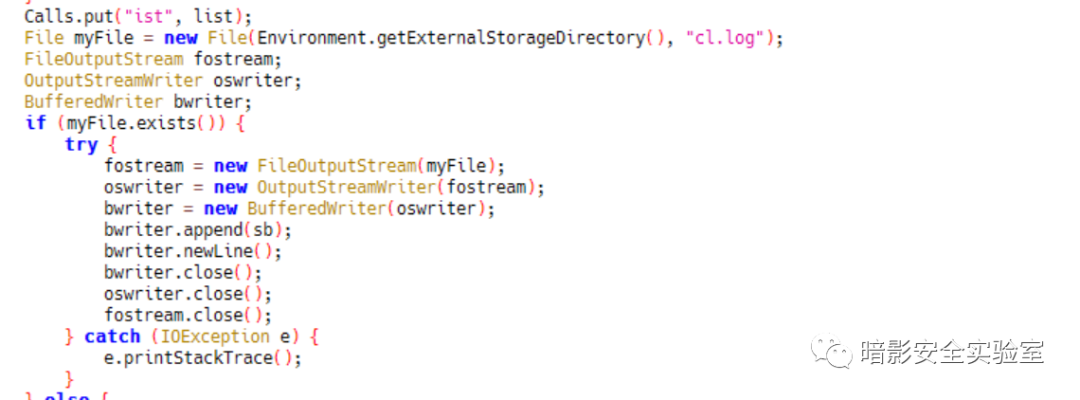 Calls.put("ist", list);
File myFile = new File(Environment.getExternalStorageDirectory(), "cl.log");
FileOutputStream fostream;
OutputStreamWriter oswriter;
BufferedWriter bwriter;
if (myFile.exists()) {
    try {
        fostream = new FileOutputStream(myFile);
        oswriter = new OutputStreamWriter(fostream);
        bwriter = new BufferedWriter(oswriter);
        bwriter.append(sb);
        bwriter.newLine();
        bwriter.close();
        oswriter.close();
        fostream.close();
    } catch (IOException e) {
        e.printStackTrace();
    }
} else {
暗影安全实验室